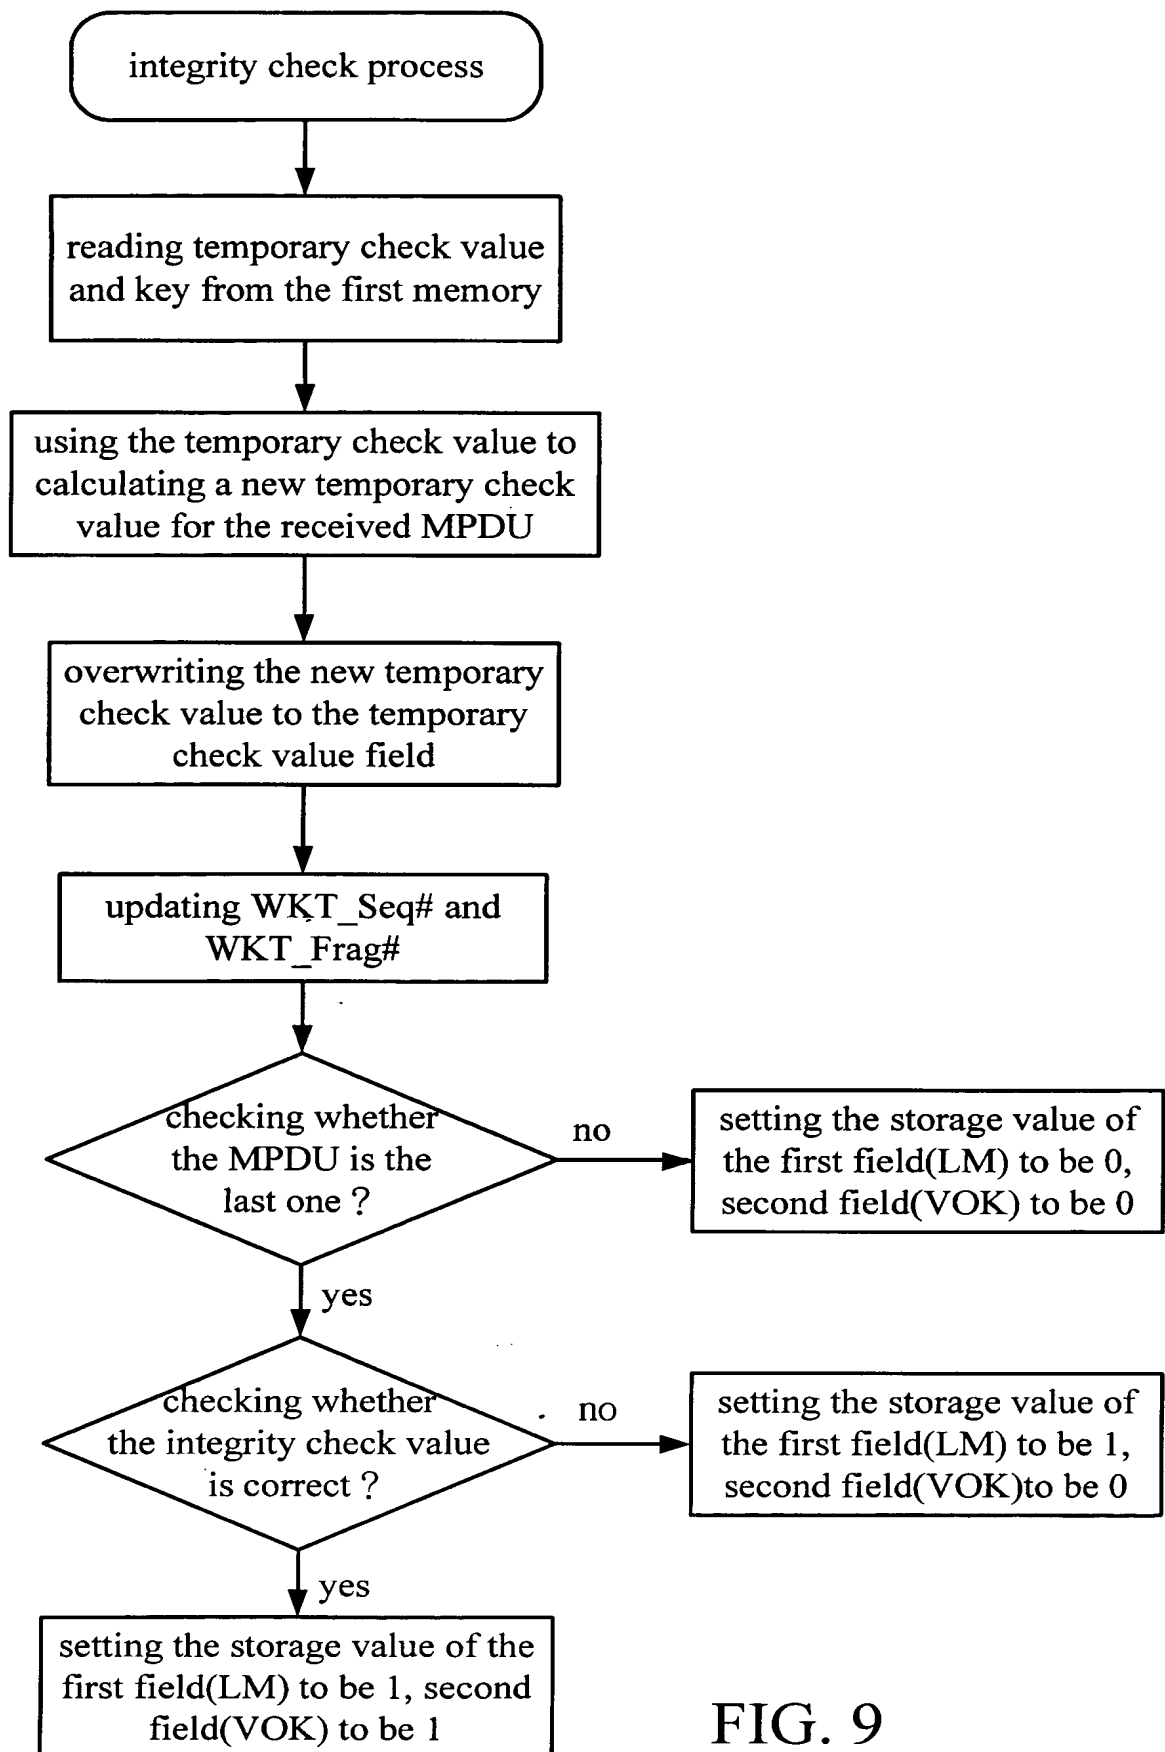 integrity check process
reading temporary check value
and key from the first memory
using the temporary check value to
calculating a new temporary check
value for the received MPDU
overwriting the new temporary
check value to the temporary
check value field
updating WKT_Seq# and
WKT_Frag#
checking whether
the MPDU is the
last one ?
no
setting the storage value of
the first field(LM) to be 0,
second field(VOK) to be 0
yes
checking whether
the integrity check value
is correct ?
no
setting the storage value of
the first field(LM) to be 1,
second field(VOK)to be 0
yes
setting the storage value of the
first field(LM) to be 1, second
field(VOK) to be 1
FIG. 9